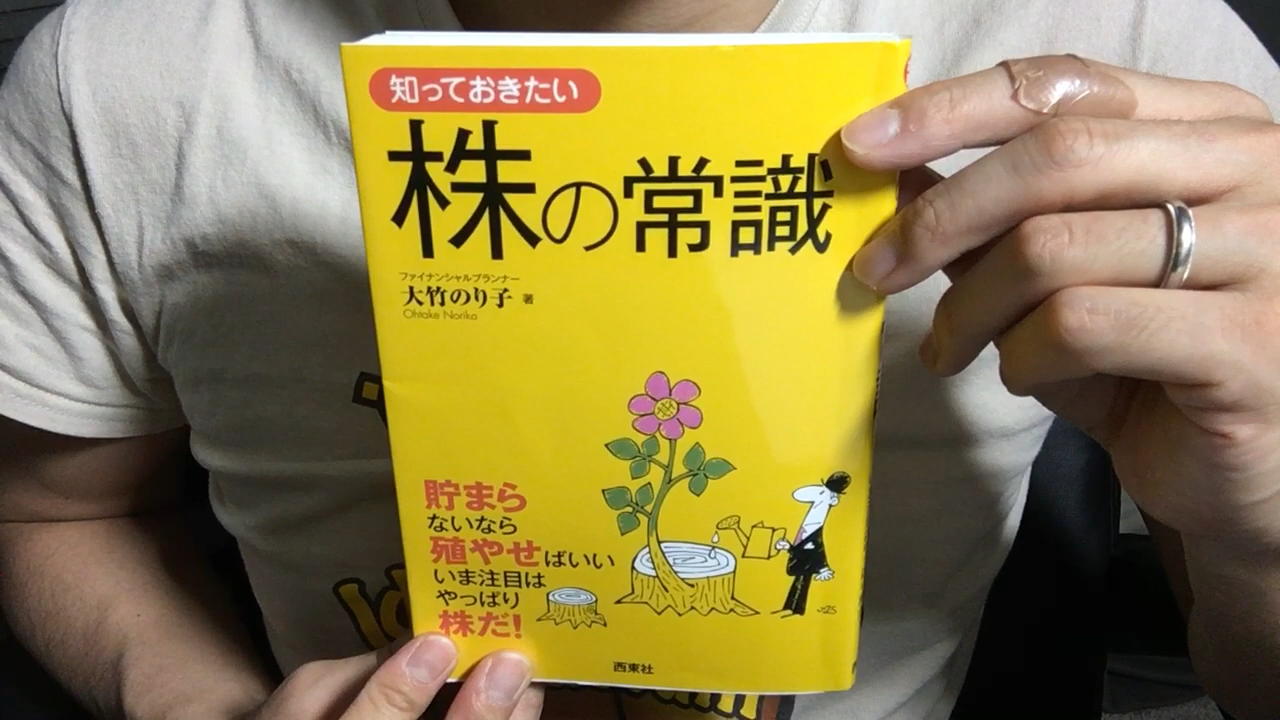 知っておきたい
株の常識
ファイナンシャルプランナー
大竹のり子 著
Ohtake Noriko
貯まら
ないなら
殖やせばいい
いま注目は
やっぱり
株だ!
西東社